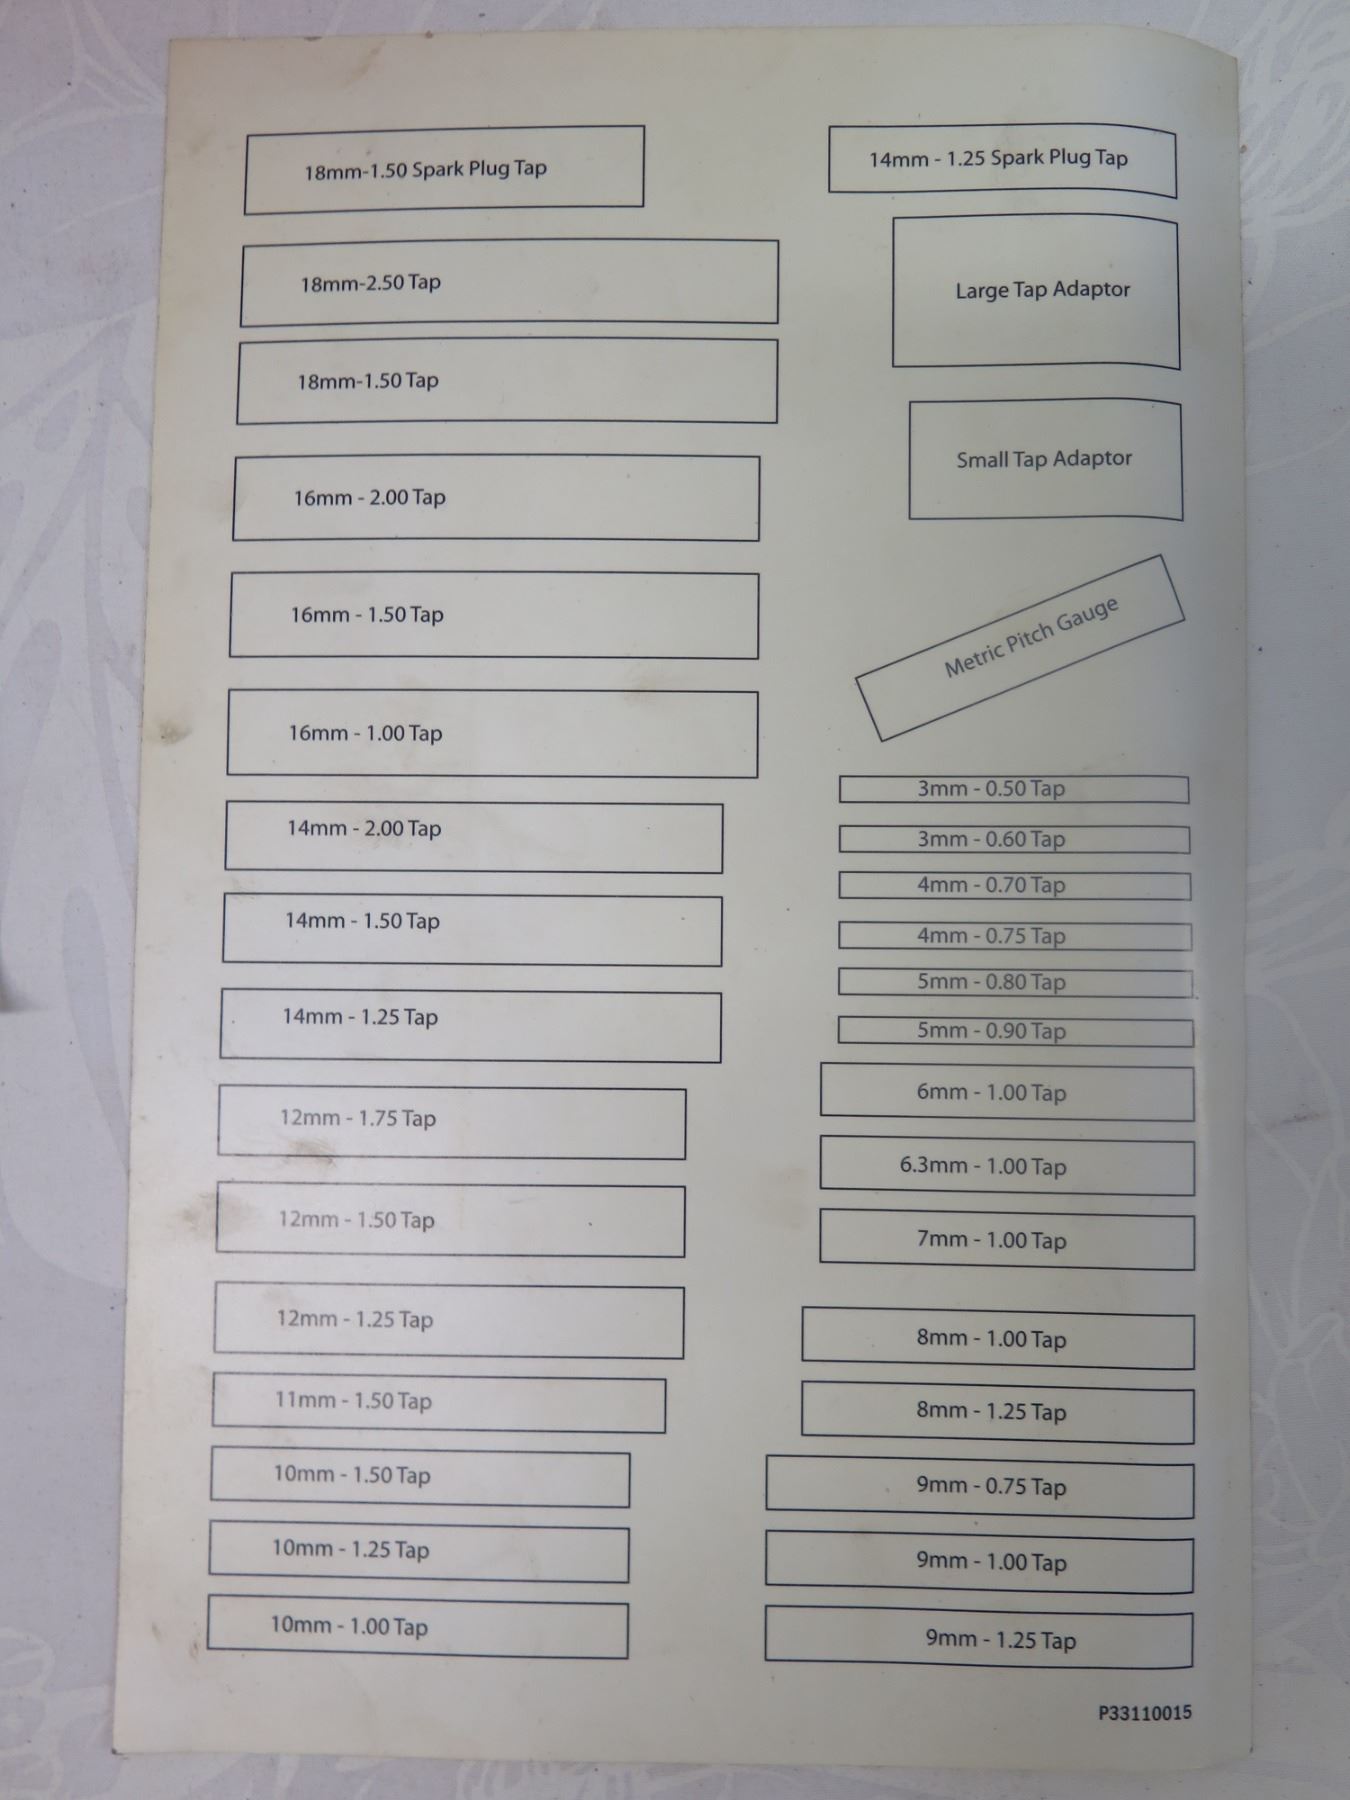 18mm-1.50 Spark Plug Tap
18mm-2.50 Tap
18mm-1.50 Tap
16mm - 2.00 Tap
16mm - 1.50 Tap
16mm - 1.00 Tap
14mm - 2.00 Tap
14mm - 1.50 Tap
14mm - 1.25 Tap
12mm - 1.75 Tap
12mm - 1.50 Tap
12mm - 1.25 Tap
11mm - 1.50 Tap
10mm - 1.50 Tap
10mm - 1.25 Tap
10mm - 1.00 Tap
14mm - 1.25 Spark Plug Tap
Large Tap Adaptor
Small Tap Adaptor
Metric Pitch Gauge
3mm - 0.50 Tap
3mm - 0.60 Tap
4mm - 0.70 Tap
4mm - 0.75 Tap
5mm - 0.80 Tap
5mm - 0.90 Tap
6mm - 1.00 Tap
6.3mm - 1.00 Tap
7mm - 1.00 Tap
8mm - 1.00 Tap
8mm - 1.25 Tap
9mm - 0.75 Tap
9mm - 1.00 Tap
9mm - 1.25 Tap
P33110015